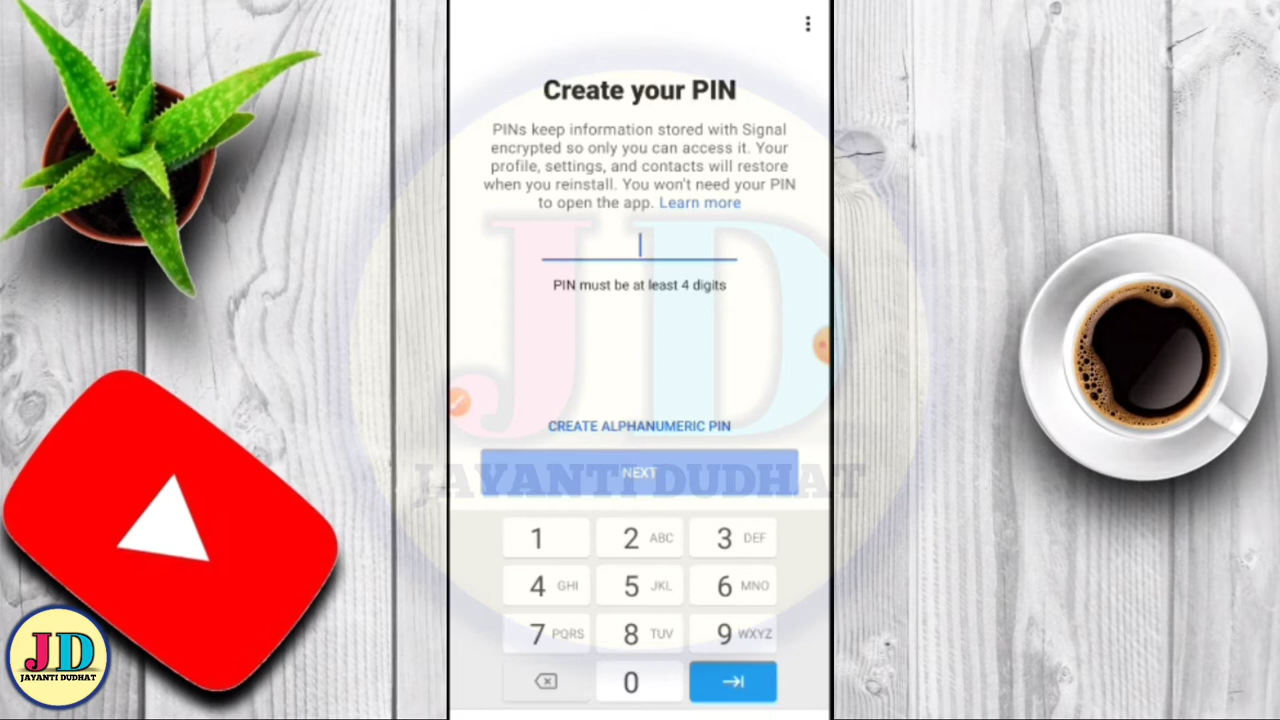 Create your PIN
PINs keep information stored with Signal
encrypted so only you can access it. Your
profile, settings, and contacts will restore
when you reinstall. You won't need your PIN
to open the app. Learn more
PIN must be at least 4 digits
JD
CREATE ALPHANUMERIC PIN
NEXT
JAYANTI DUDHAT
1 2 ABC 3 DEF
4 GHI 5 JKL 6 MNO
7 PQRS 8 TUV 9 WXYZ
0
JD
JAYANTI DUDHAT